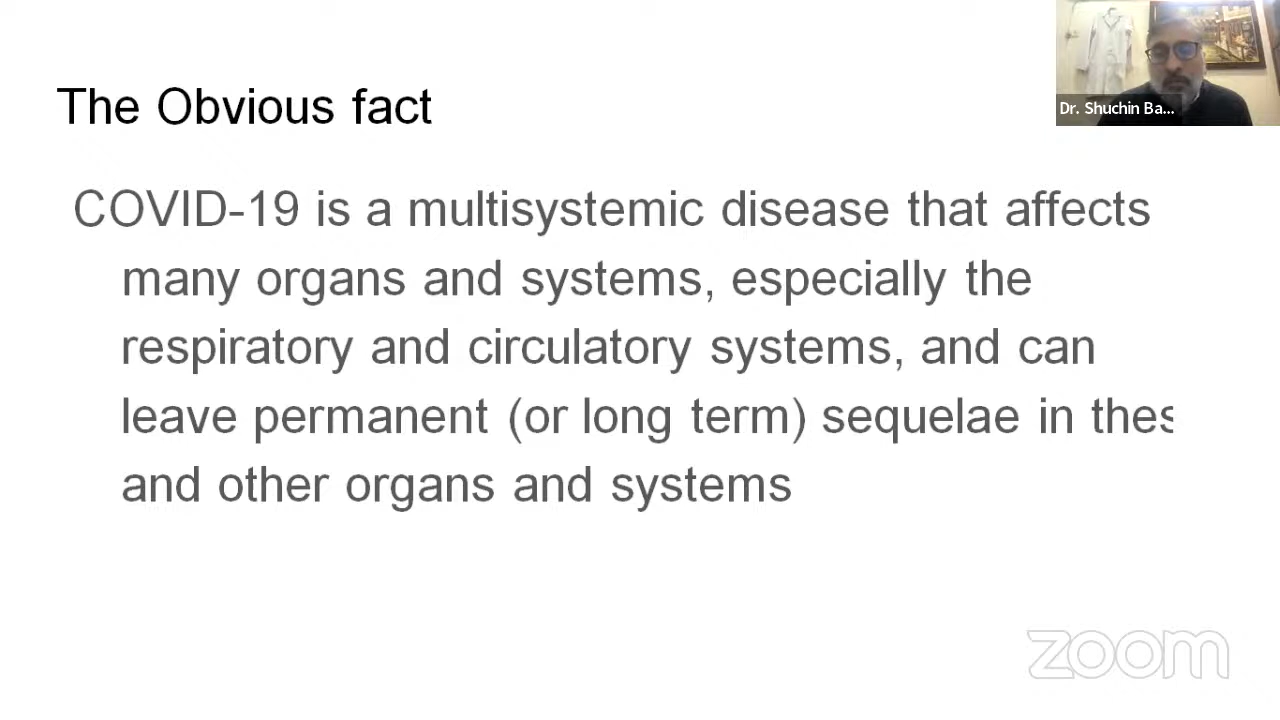 The Obvious fact
Dr. Shuchin Ba...
COVID-19 is a multisystemic disease that affects
many organs and systems, especially the
respiratory and circulatory systems, and can
leave permanent (or long term) sequelae in thes
and other organs and systems
zoom